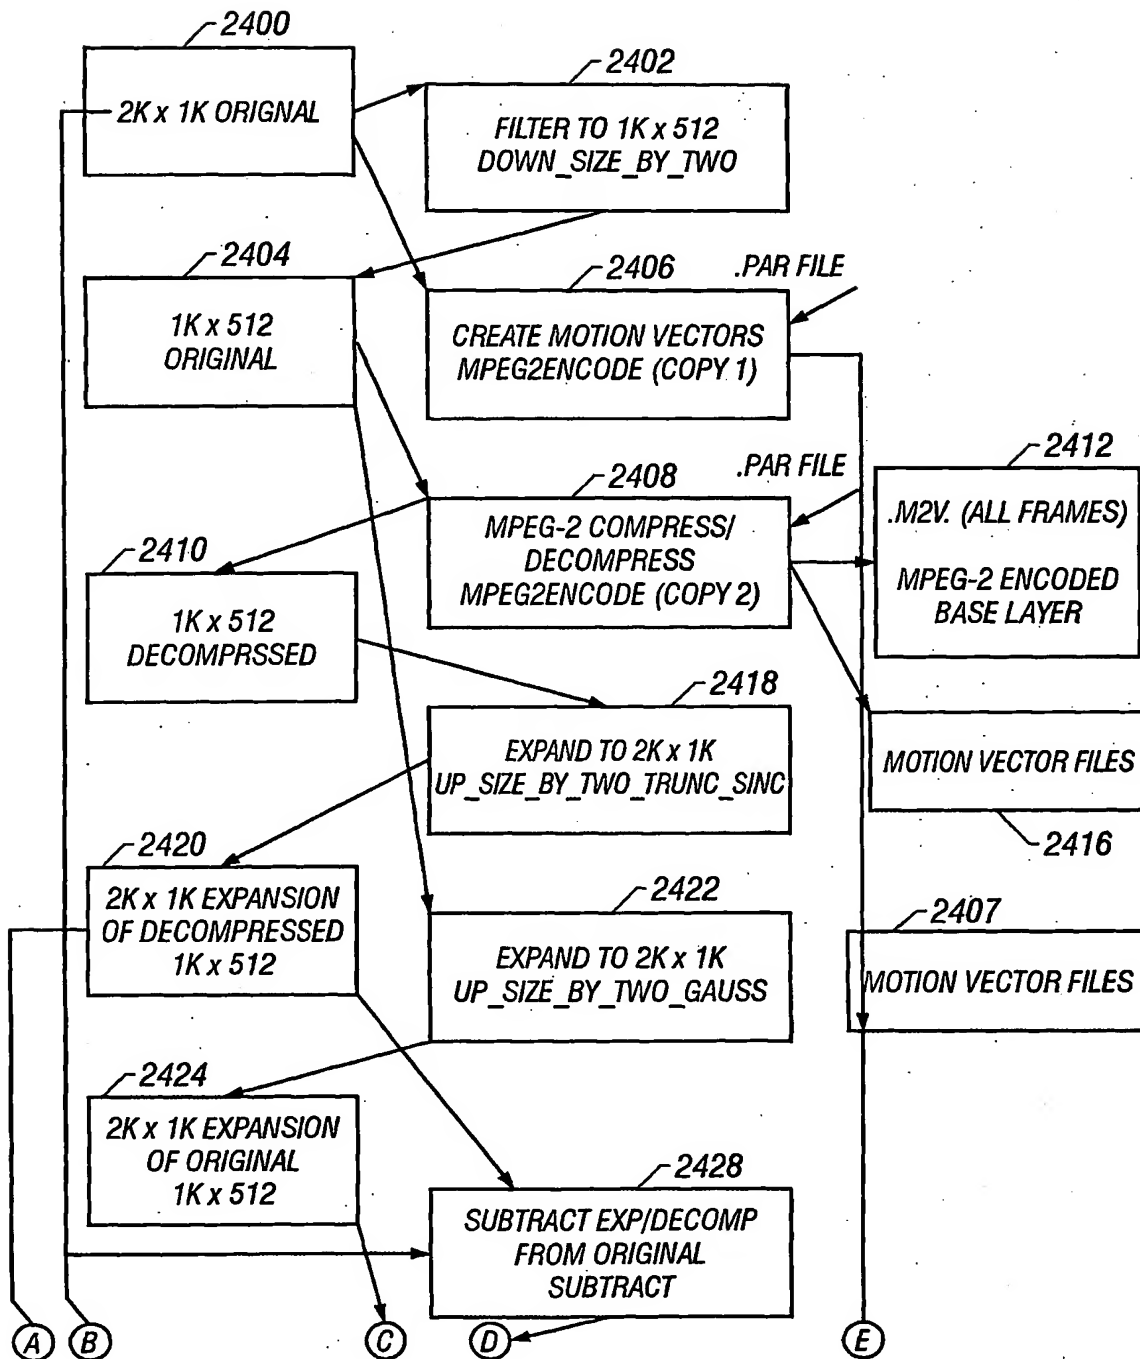 2400
2K x 1K ORIGNAL
2402
FILTER TO 1K x 512
DOWN_SIZE_BY_TWO
2404
1K x 512
ORIGINAL
2406
.PAR FILE
CREATE MOTION VECTORS
MPEG2ENCODE (COPY 1)
2408
.PAR FILE
MPEG-2 COMPRESS/
DECOMPRESS
MPEG2ENCODE (COPY 2)
2412
.M2V. (ALL FRAMES)
MPEG-2 ENCODED
BASE LAYER
2410
1K x 512
DECOMPRSSED
2418
EXPAND TO 2K x 1K
UP_SIZE_BY_TWO_TRUNC_SINC
MOTION VECTOR FILES
2416
2420
2K x 1K EXPANSION
OF DECOMPRESSED
1K x 512
2422
EXPAND TO 2K x 1K
UP_SIZE_BY_TWO_GAUSS
2407
MOTION VECTOR FILES
2424
2K x 1K EXPANSION
OF ORIGINAL
1K x 512
2428
SUBTRACT EXP/DECOMP
FROM ORIGINAL
SUBTRACT
A
B
C
D
E